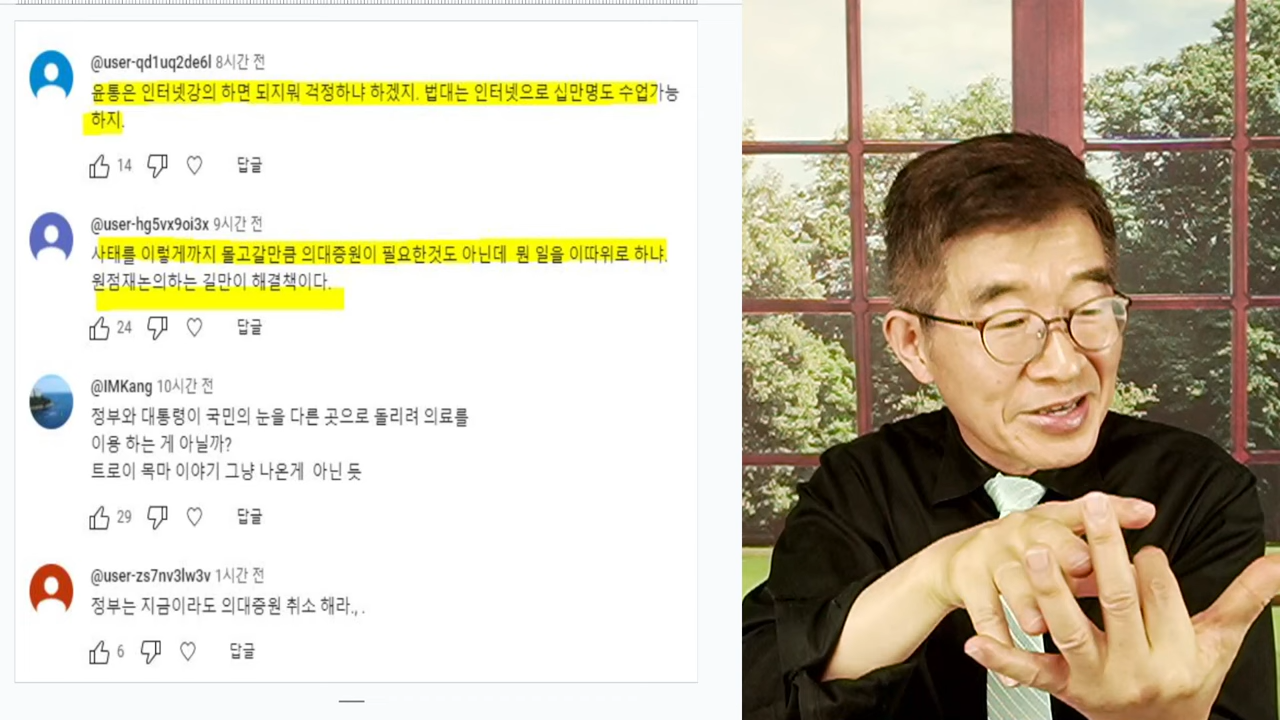 @user-qd1uq2de6l 8시간 전
윤통은 인터넷강의 하면 되지뭐 걱정하냐 하겠지. 법대는 인터넷으로 십만명도 수업가능
하지.
14 답글
@user-hg5vx9oi3x 9시간 전
사태를 이렇게까지 몰고갈만큼 의대증원이 필요한것도 아닌데 뭔 일을 이따위로 하냐.
원점재논의하는 길만이 해결책이다.
24 답글
@IMKang 10시간 전
정부와 대통령이 국민의 눈을 다른 곳으로 돌리려 의료를
이용 하는 게 아닐까?
트로이 목마 이야기 그냥 나온게 아닌 듯
29 답글
@user-zs7nv3lw3v 1시간 전
정부는 지금이라도 의대증원 취소 해라., .
6 답글